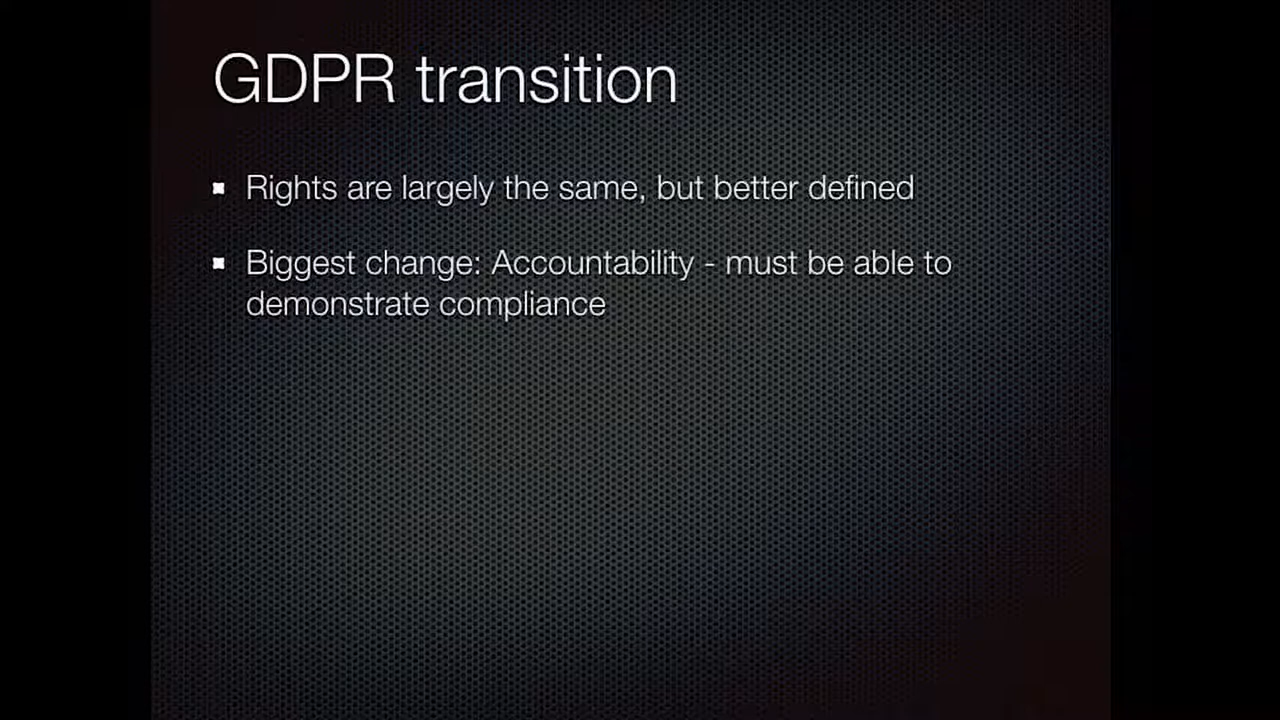 GDPR transition
Rights are largely the same, but better defined
Biggest change: Accountability - must be able to
demonstrate compliance